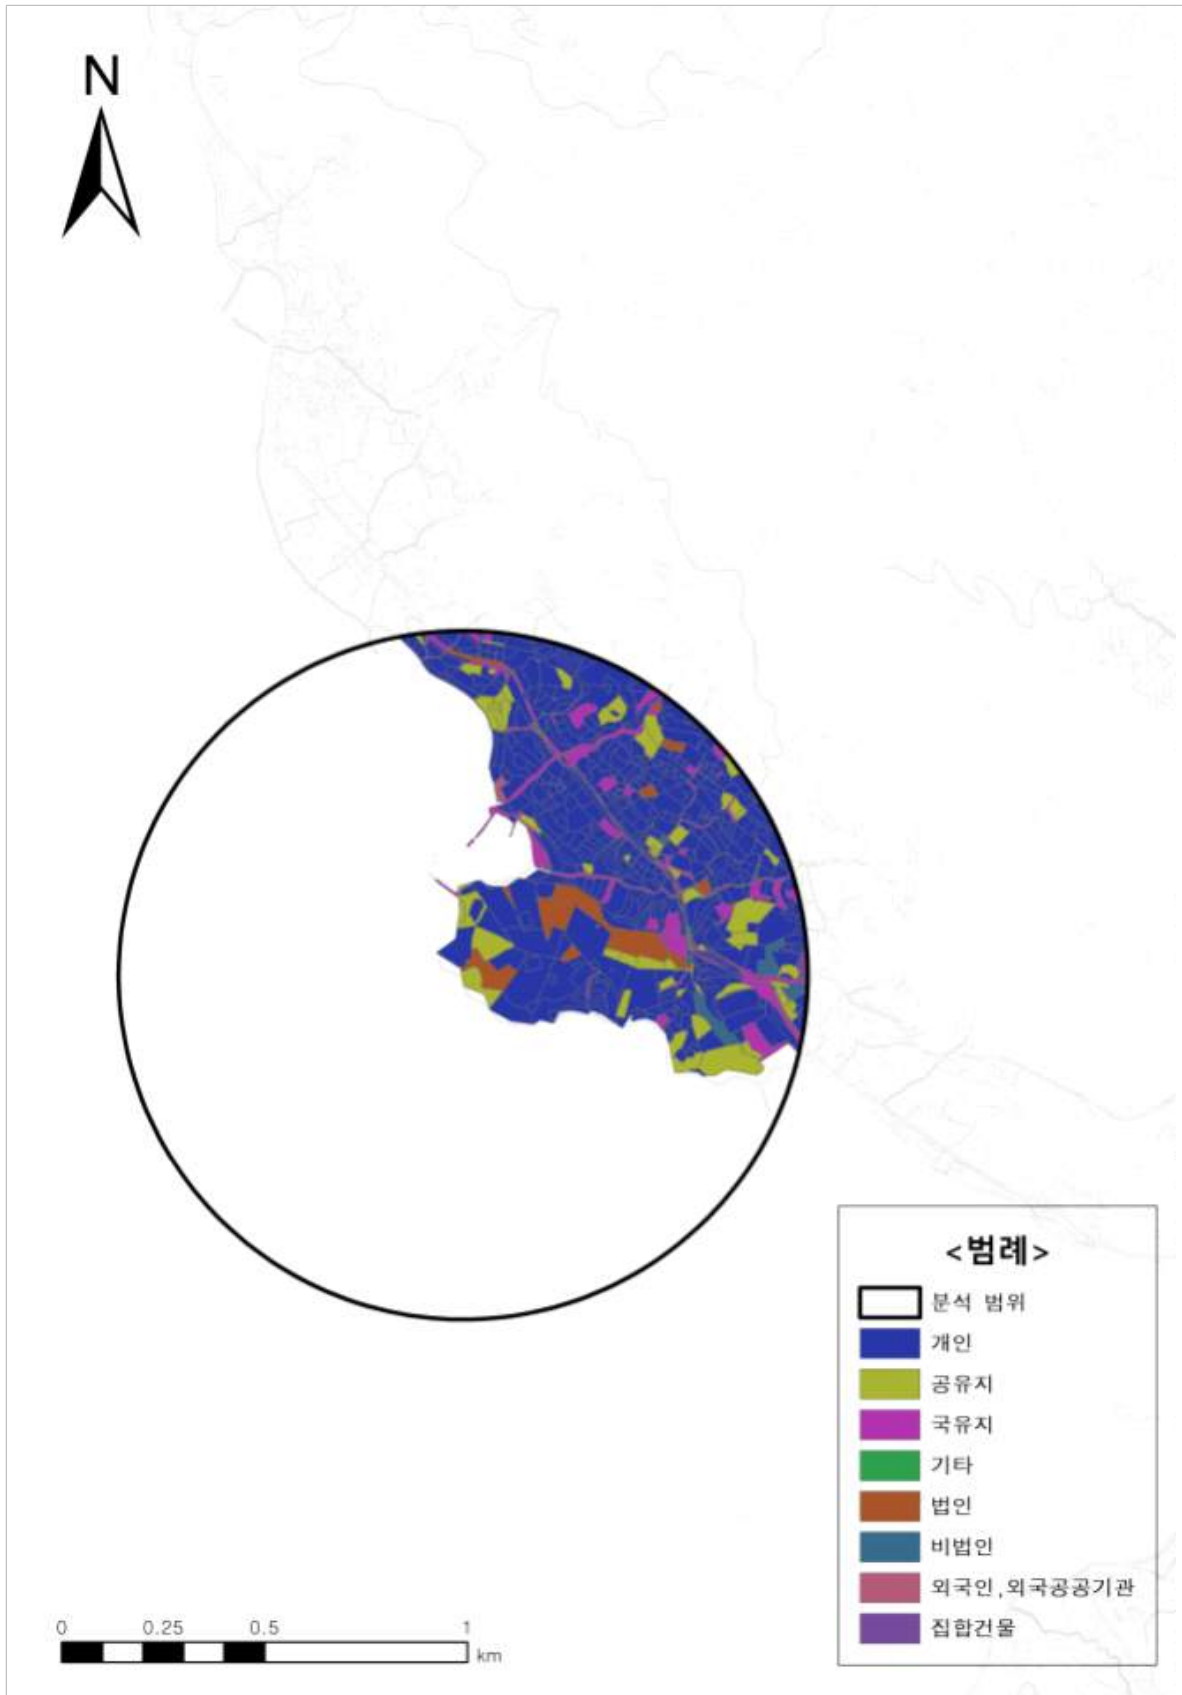 N
<범례>
분석 범위
개인
공유지
국유지
기타
법인
비법인
외국인,외국공공기관
집합건물
0 0.25 0.5 1
km